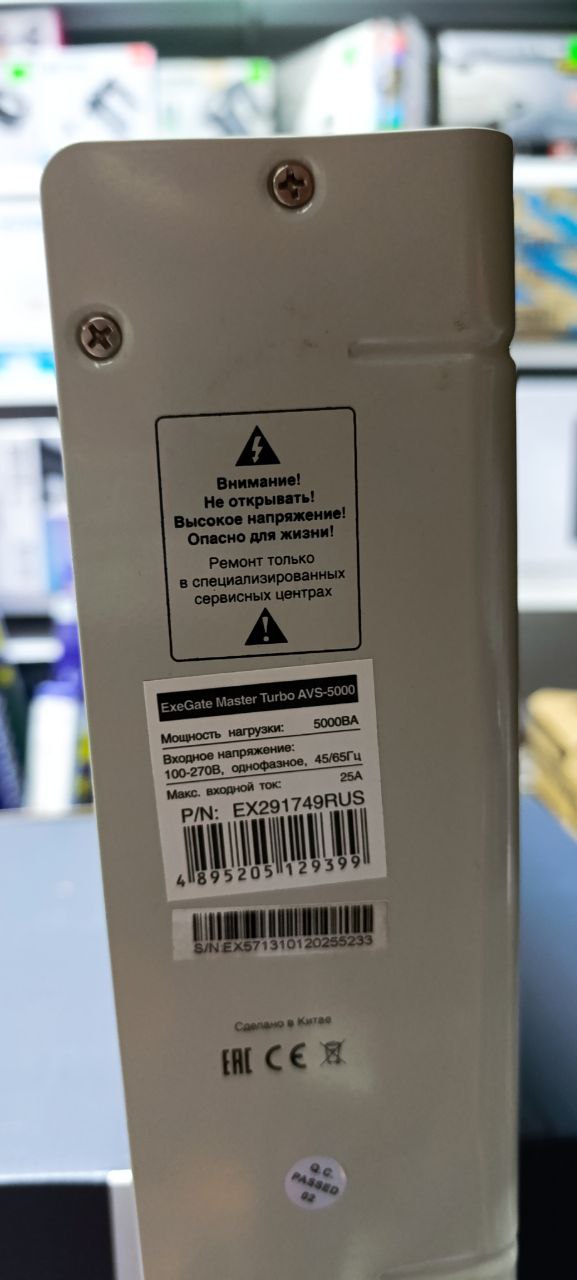 Внимание!
Не открывать!
Высокое напряжение!
Опасно для жизни!
Ремонт только
в специализированных
сервисных центрах
ExeGate Master Turbo AVS-5000
Мощность нагрузки: 5000ВА
Входное напряжение:
100-270В, однофазное, 45/65Гц
Макс. входной ток: 25А
P/N: EX291749RUS
4 895205 129399
S/N:EX571310120255233
Сделано в Китае
EAC CE
Q.C.
PASSED
02